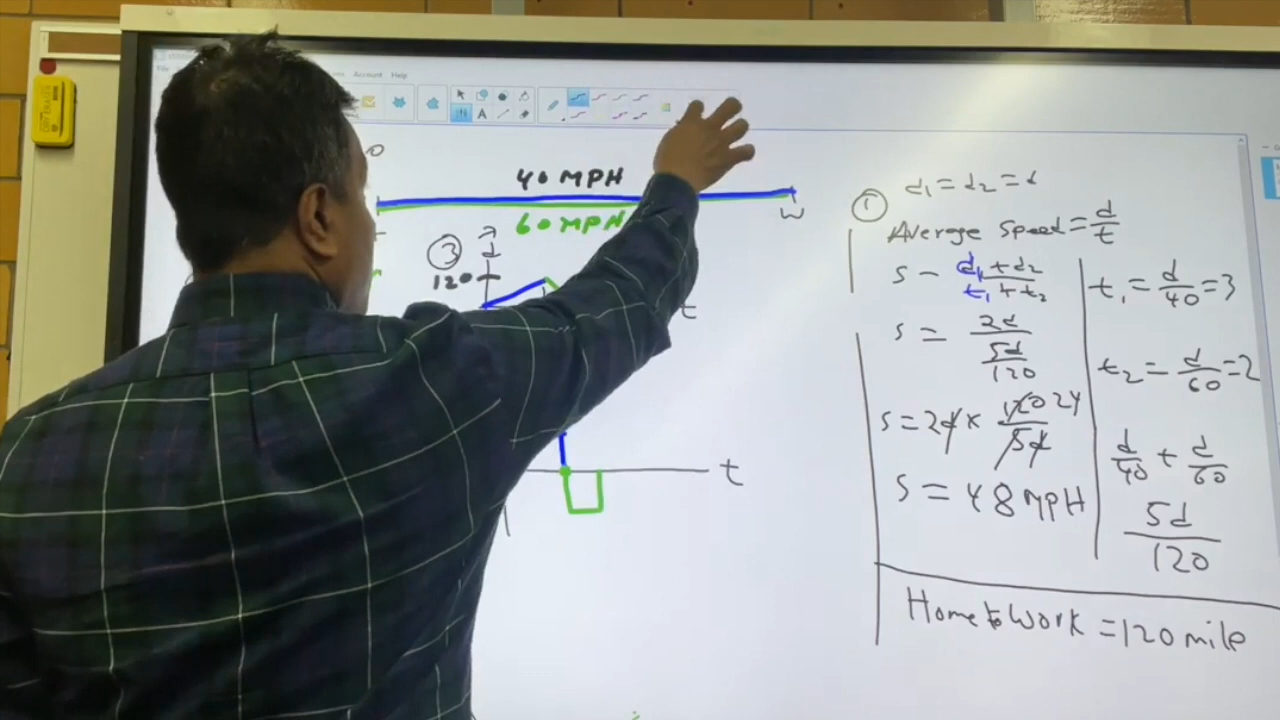 Account Help
40 MPH
60 MPH
W
③
d
120
t
t
①
d₁ = d₂ = d
Average Speed = d/t
S = d₁ + d₂ / t₁ + t₂
S = 2d / 5d/120
S = 2d × 120 24 / 5d
S = 48 MPH
t₁ = d/40 = 3
t₂ = d/60 = 2
d/40 + d/60
5d/120
Home to Work = 120 mile